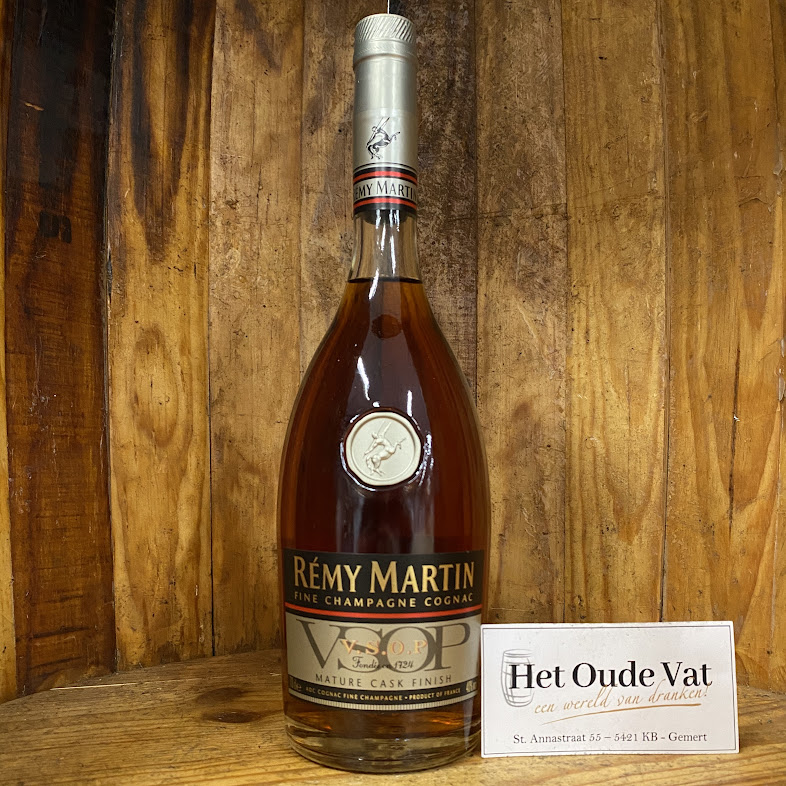 RÉMY MARTIN
RÉMY MARTIN
FINE CHAMPAGNE COGNAC
VSOP
V.S.O.P
Fondée en 1724
MATURE CASK FINISH
AOC COGNAC FINE CHAMPAGNE • PRODUCT OF FRANCE
Het Oude Vat
een wereld van dranken!
St. Annastraat 55 – 5421 KB - Gemert